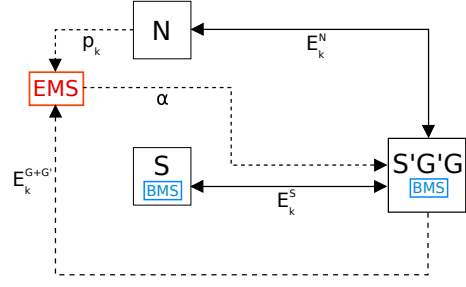 N
p_k
E_k^N
EMS
α
S
BMS
S'G'G
BMS
E_k^{G+G'}
E_k^S